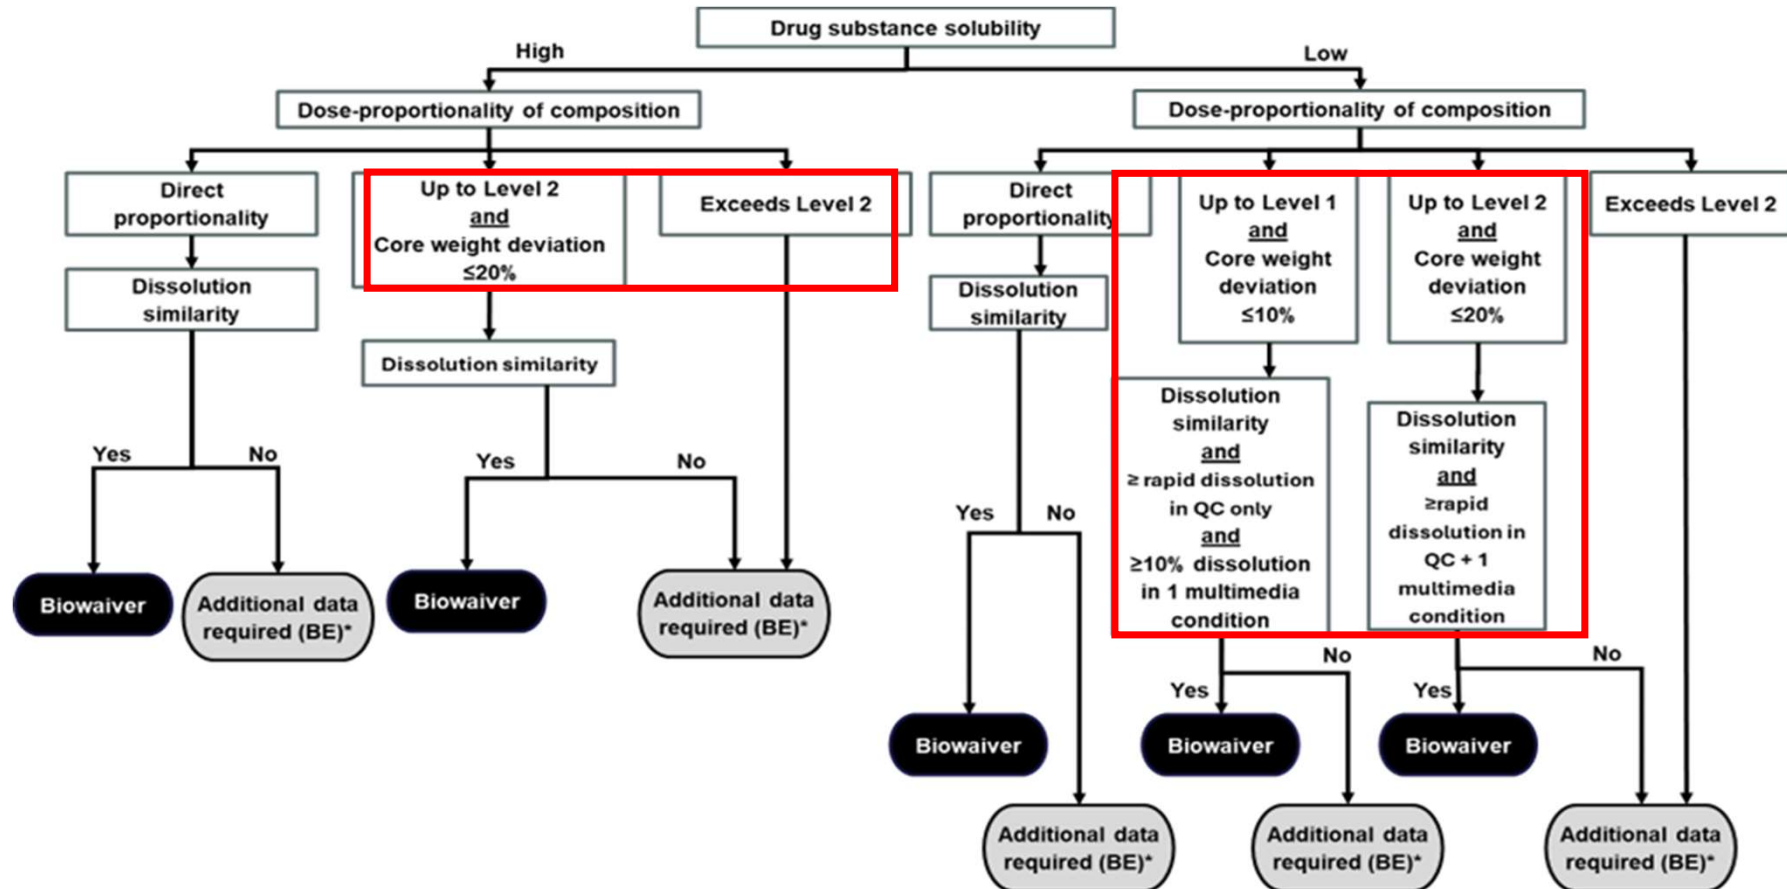 Drug substance solubility
High
Low
Dose-proportionality of composition
Dose-proportionality of composition
Direct
proportionality
Up to Level 2
and
Core weight deviation
≤20%
Exceeds Level 2
Direct
proportionality
Up to Level 1
and
Core weight
deviation
≤10%
Up to Level 2
and
Core weight
deviation
≤20%
Exceeds Level 2
Dissolution
similarity
Dissolution similarity
Dissolution
similarity
Dissolution
similarity
and
≥ rapid dissolution
in QC only
and
≥10% dissolution
in 1 multimedia
condition
Dissolution
similarity
and
≥rapid
dissolution in
QC + 1
multimedia
condition
Yes
No
Yes
No
Yes
No
Yes
No
Yes
No
Biowaiver
Additional data
required (BE)*
Biowaiver
Additional data
required (BE)*
Biowaiver
Biowaiver
Biowaiver
Additional data
required (BE)*
Additional data
required (BE)*
Additional data
required (BE)*